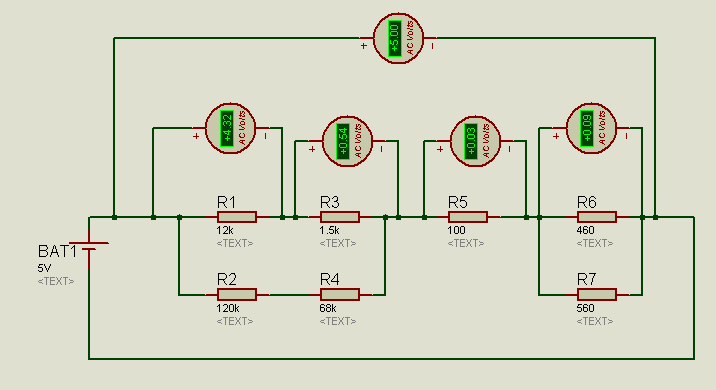 +5.00
AC Volts
+ −
+4.32
AC Volts
+ −
+0.54
AC Volts
+ −
+0.03
AC Volts
+ −
+0.09
AC Volts
+ −
R1
12k
<TEXT>
R3
1.5k
<TEXT>
R5
100
<TEXT>
R6
460
<TEXT>
BAT1
5V
<TEXT>
R2
120k
<TEXT>
R4
68k
<TEXT>
R7
560
<TEXT>